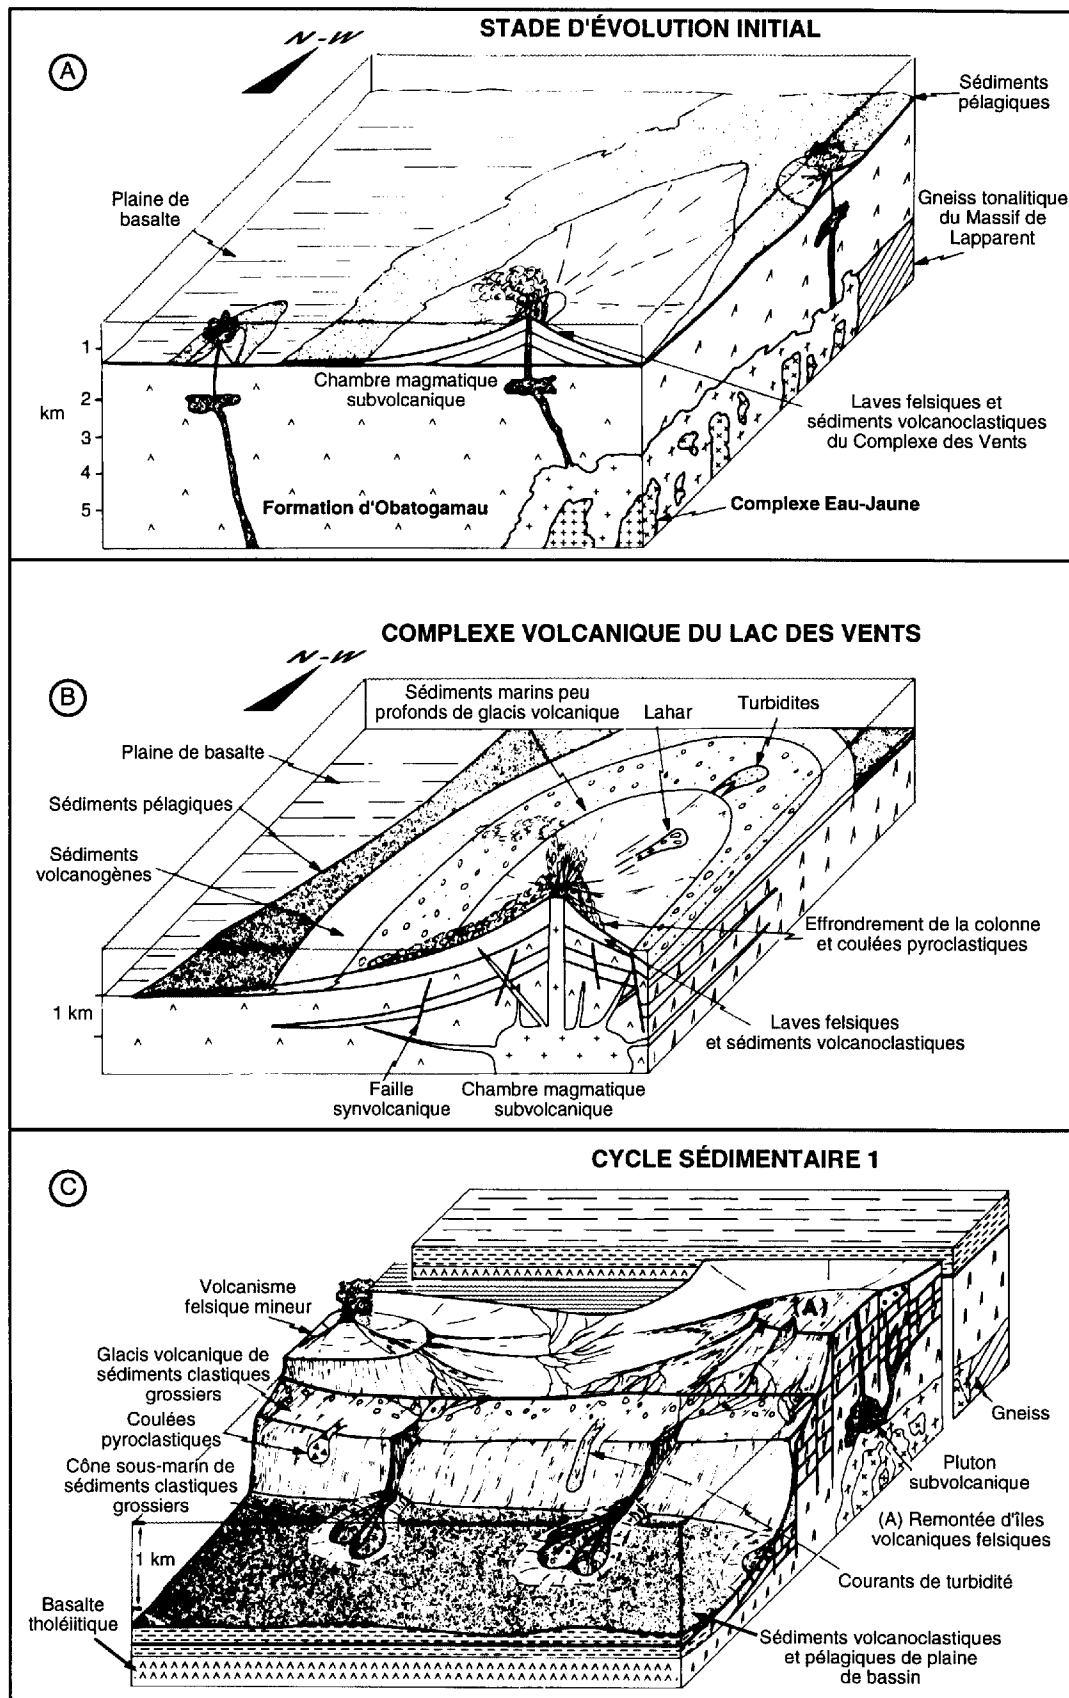 STADE D'ÉVOLUTION INITIAL
N-W
A
Sédiments
pélagiques
Plaine de
basalte
Gneiss tonalitique
du Massif de
Lapparent
1
2
km
3
4
5
Chambre magmatique
subvolcanique
Laves felsiques et
sédiments volcanoclastiques
du Complexe des Vents
Formation d'Obatogamau
Complexe Eau-Jaune
COMPLEXE VOLCANIQUE DU LAC DES VENTS
N-W
B
Sédiments marins peu
profonds de glacis volcanique
Lahar
Turbidites
Plaine de basalte
Sédiments pélagiques
Sédiments
volcanogènes
Effrondrement de la colonne
et coulées pyroclastiques
1 km
Laves felsiques
et sédiments volcanoclastiques
Faille
synvolcanique
Chambre magmatique
subvolcanique
CYCLE SÉDIMENTAIRE 1
C
Volcanisme
felsique mineur
(A)
Glacis volcanique de
sédiments clastiques
grossiers
Coulées
pyroclastiques
Gneiss
Cône sous-marin de
sédiments clastiques
grossiers
Pluton
subvolcanique
(A) Remontée d'îles
volcaniques felsiques
1 km
Courants de turbidité
Basalte
tholéiitique
Sédiments volcanoclastiques
et pélagiques de plaine
de bassin